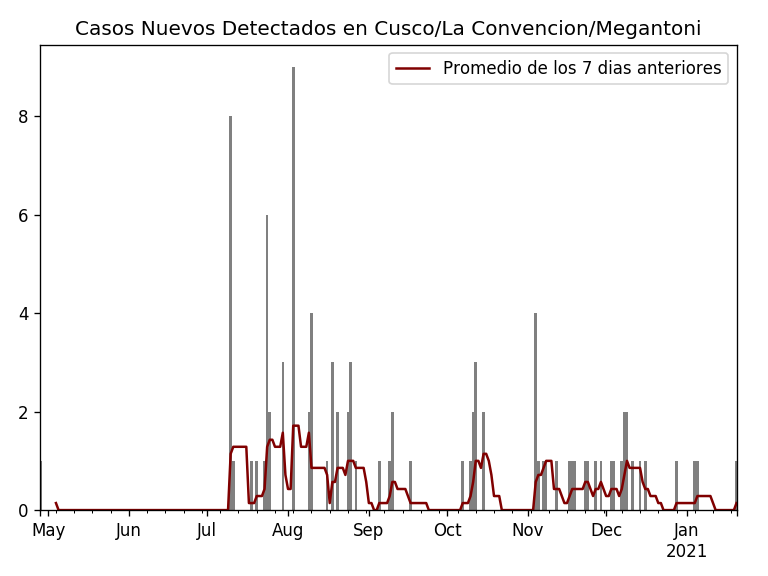 Casos Nuevos Detectados en Cusco/La Convencion/Megantoni
Promedio de los 7 dias anteriores
8
6
4
2
0
May Jun Jul Aug Sep Oct Nov Dec Jan
2021